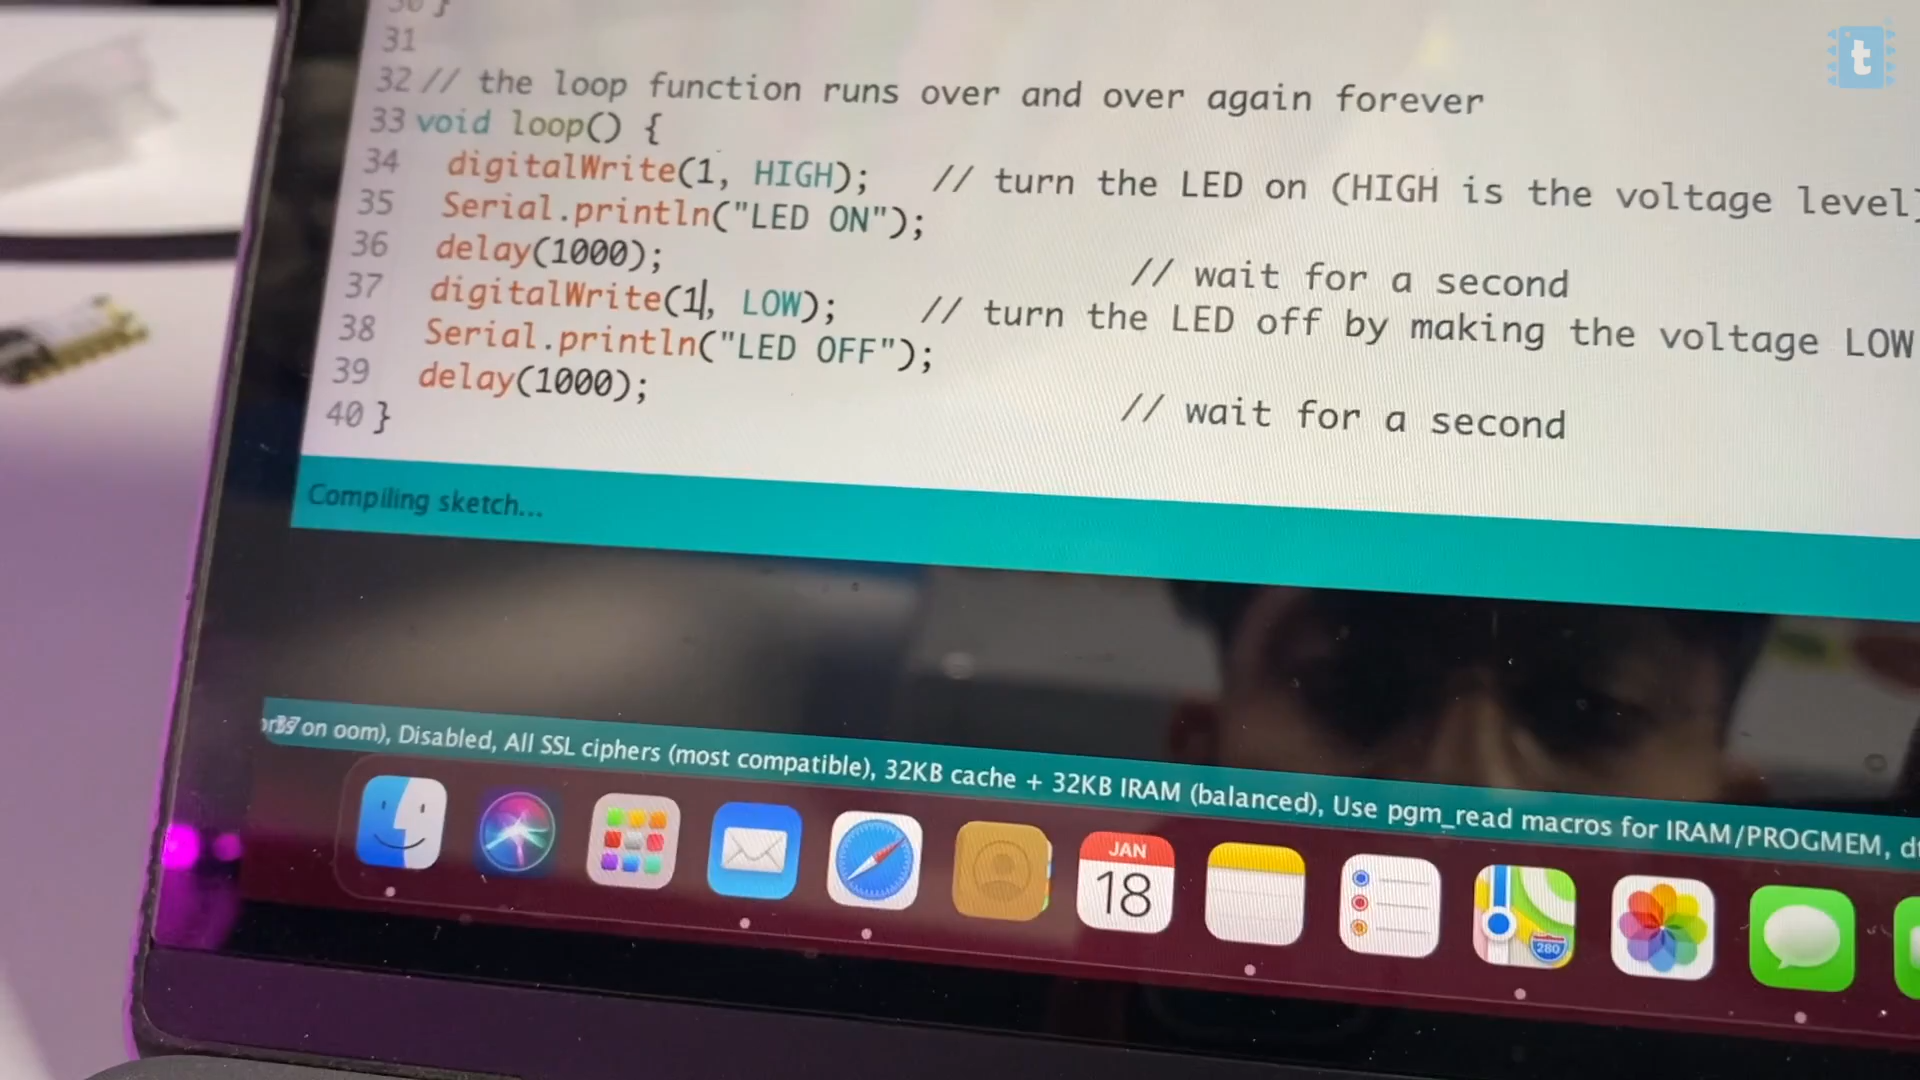 30 }
31
32 // the loop function runs over and over again forever
33 void loop() {
34 digitalWrite(1, HIGH); // turn the LED on (HIGH is the voltage level)
35 Serial.println("LED ON");
36 delay(1000); // wait for a second
37 digitalWrite(1, LOW); // turn the LED off by making the voltage LOW
38 Serial.println("LED OFF");
39 delay(1000); // wait for a second
40 }
Compiling sketch...
on oom), Disabled, All SSL ciphers (most compatible), 32KB cache + 32KB IRAM (balanced), Use pgm_read macros for IRAM/PROGMEM,
JAN
18
280
t